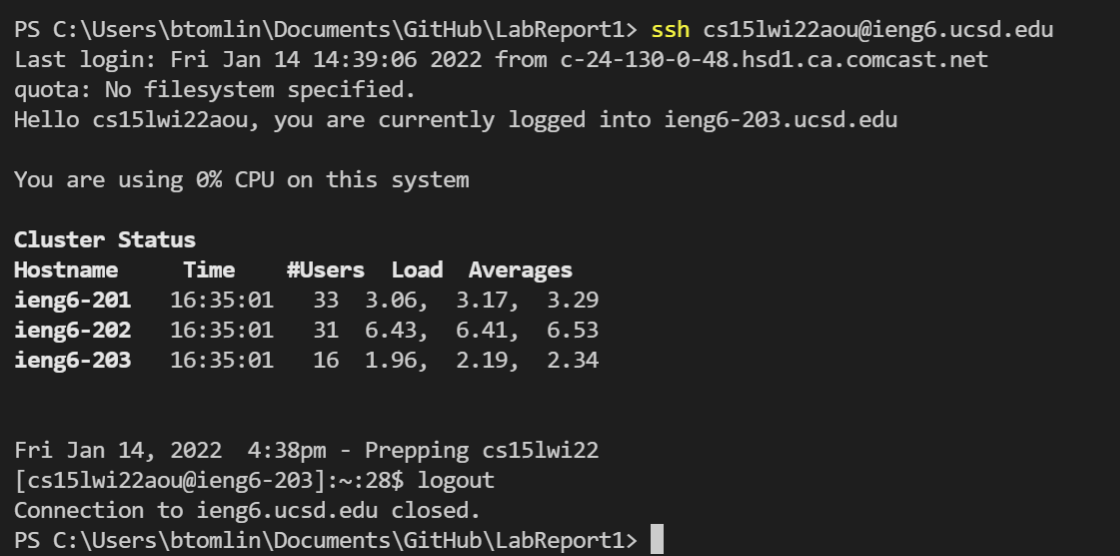 PS C:\Users\btomlin\Documents\GitHub\LabReport1> ssh cs15lwi22aou@ieng6.ucsd.edu
Last login: Fri Jan 14 14:39:06 2022 from c-24-130-0-48.hsd1.ca.comcast.net
quota: No filesystem specified.
Hello cs15lwi22aou, you are currently logged into ieng6-203.ucsd.edu
You are using 0% CPU on this system
Cluster Status
Hostname     Time    #Users  Load  Averages
ieng6-201   16:35:01   33  3.06,  3.17,  3.29
ieng6-202   16:35:01   31  6.43,  6.41,  6.53
ieng6-203   16:35:01   16  1.96,  2.19,  2.34
Fri Jan 14, 2022  4:38pm - Prepping cs15lwi22
[cs15lwi22aou@ieng6-203]:~:28$ logout
Connection to ieng6.ucsd.edu closed.
PS C:\Users\btomlin\Documents\GitHub\LabReport1>